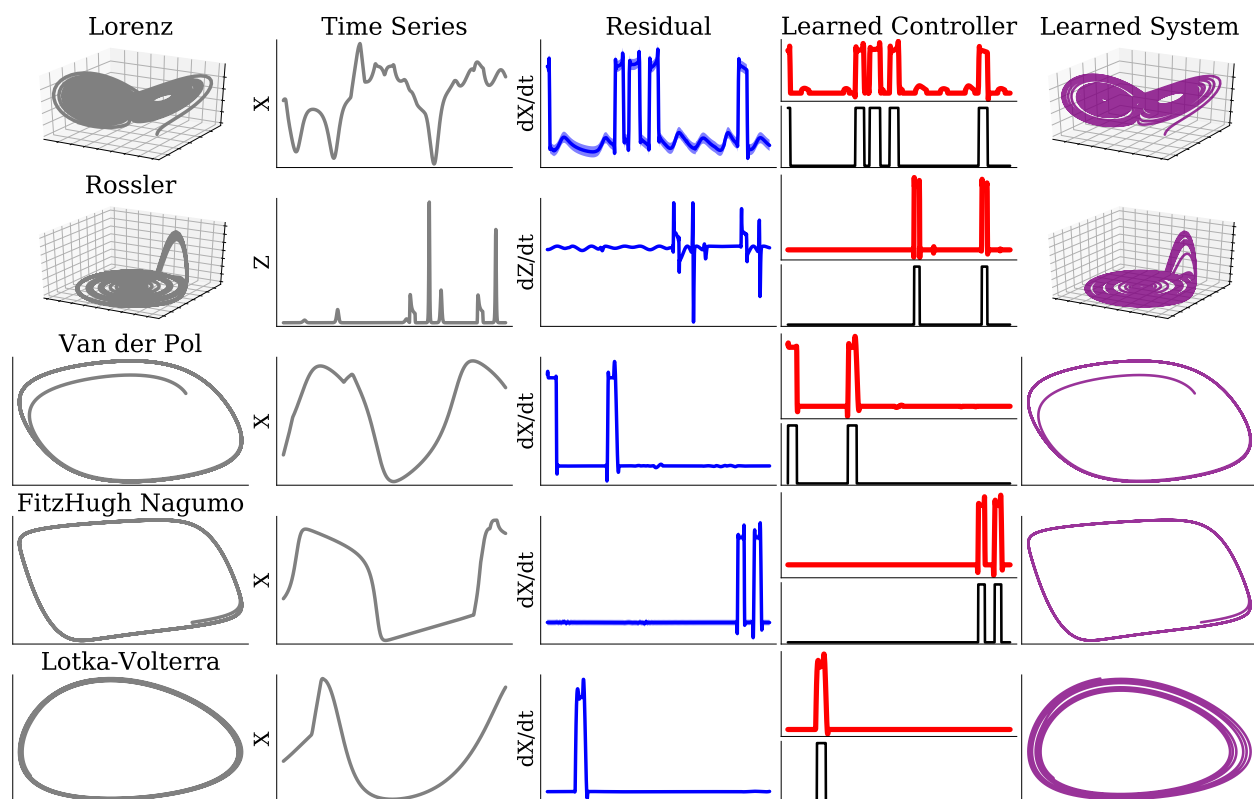 Lorenz
Time Series
Residual
Learned Controller
Learned System
X
dX/dt
Rossler
Z
dZ/dt
Van der Pol
X
dX/dt
FitzHugh Nagumo
X
dX/dt
Lotka-Volterra
X
dX/dt